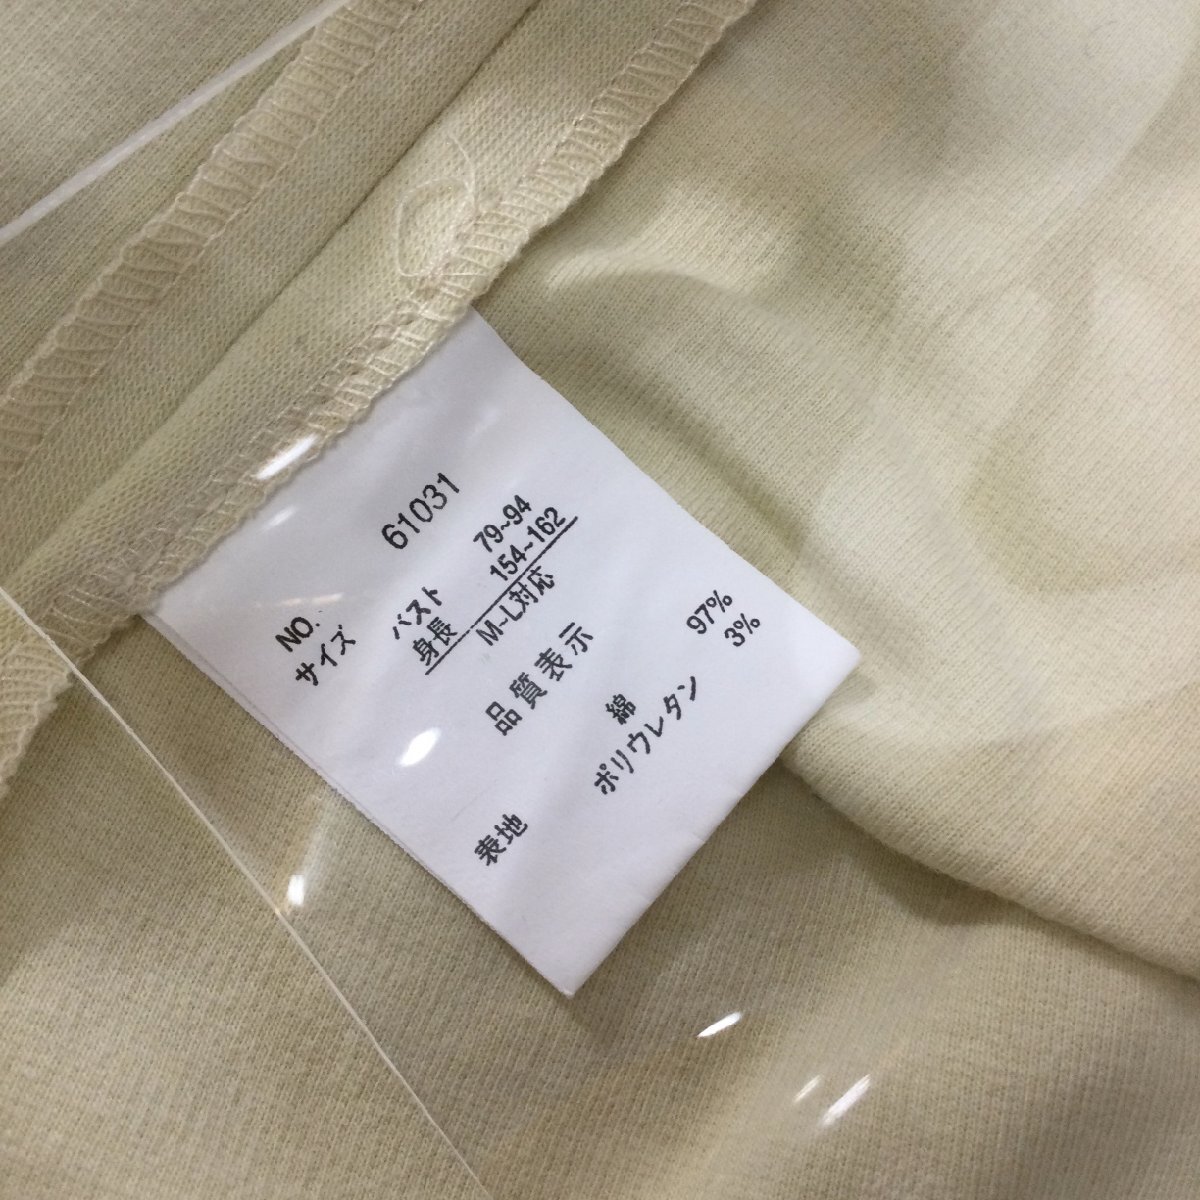 NO. 61031
サイズ
バスト 79~94
身長 154~162
M~L対応
品質表示
表地 綿 97%
ポリウレタン 3%